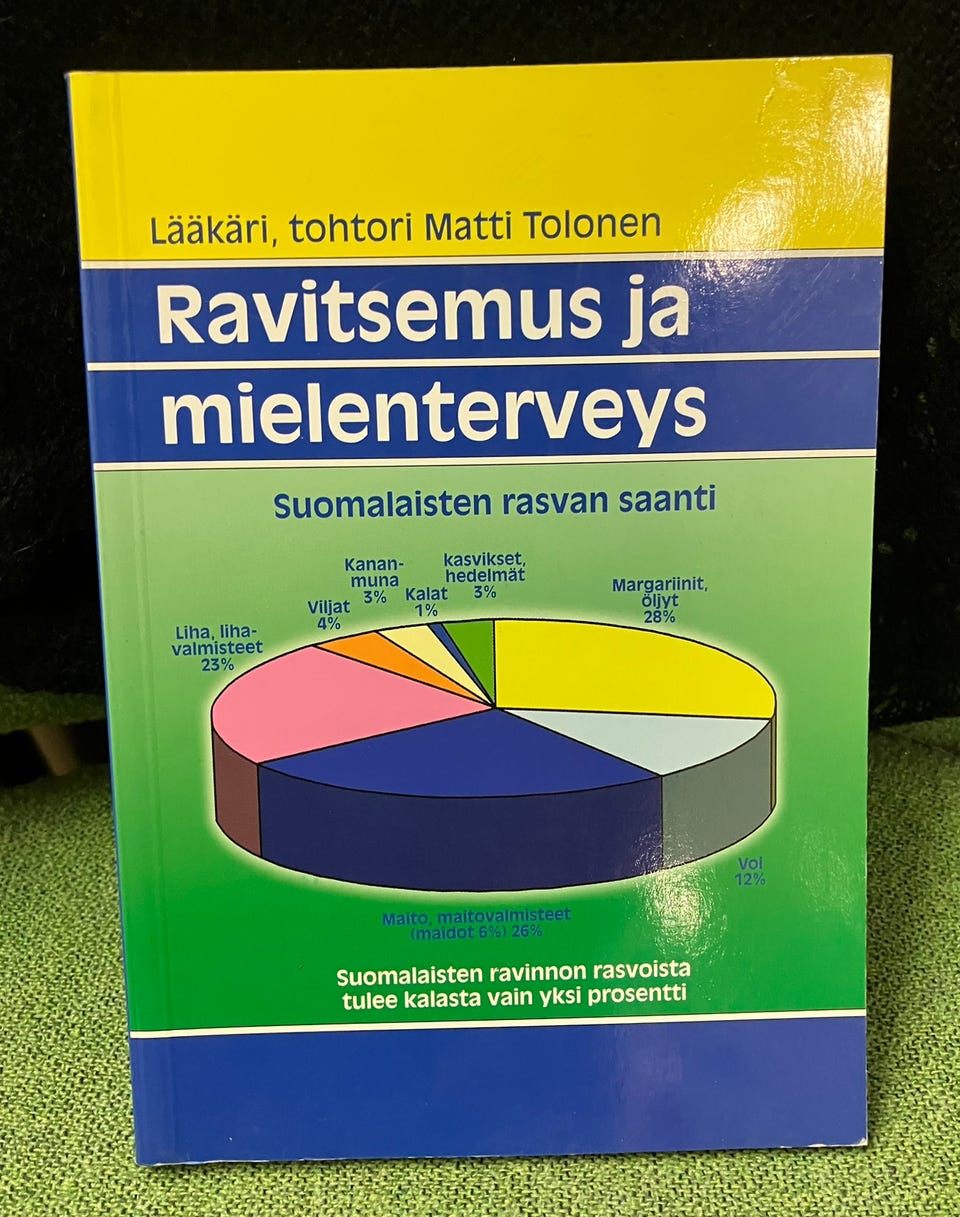 Lääkäri, tohtori Matti Tolonen
Ravitsemus ja
mielenterveys
Suomalaisten rasvan saanti
Liha, liha-
valmisteet
23%
Viljat
4%
Kanan-
muna
3%
Kalat
1%
kasvikset,
hedelmät
3%
Margariinit,
öljyt
28%
Voi
12%
Maito, maitovalmisteet
(maidot 6%) 26%
Suomalaisten ravinnon rasvoista
tulee kalasta vain yksi prosentti